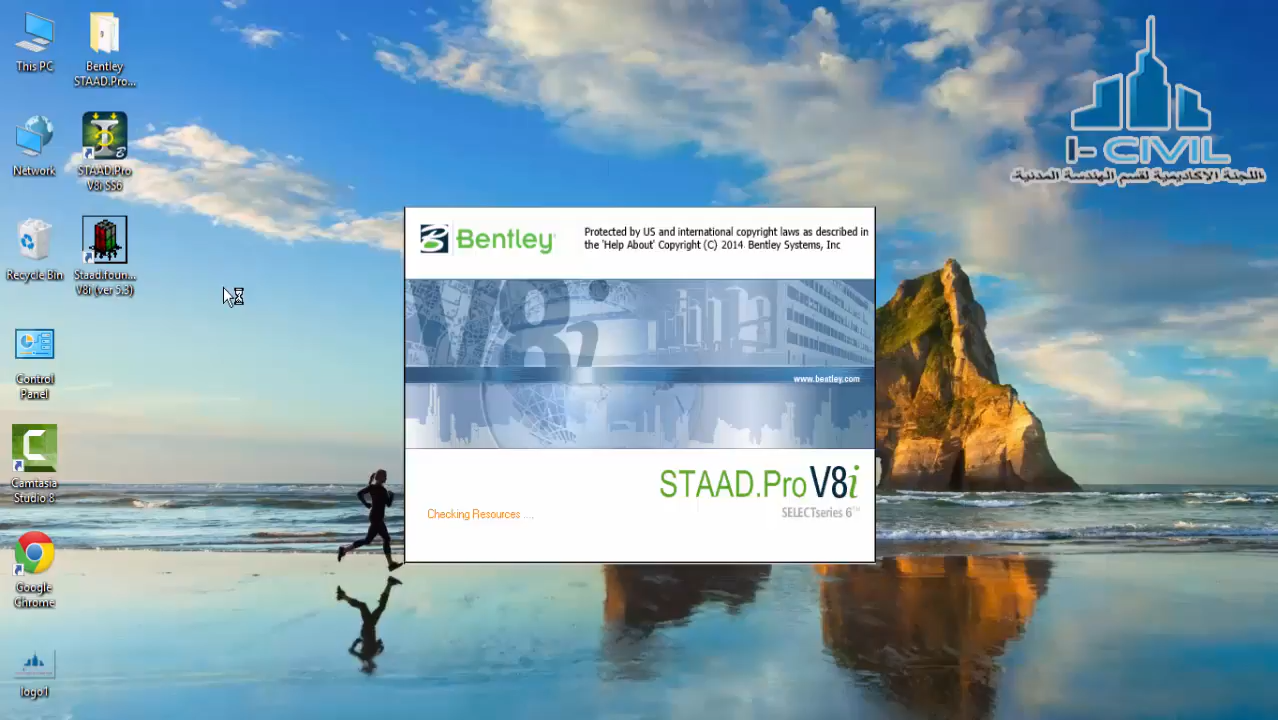 This PC
Bentley
STAAD.Pro...
Network
STAAD.Pro
V8i SS6
Recycle Bin
Staad.foun...
V8i (ver 5.3)
Control
Panel
Camtasia
Studio 8
Google
Chrome
logo1
Bentley
Protected by US and international copyright laws as described in
the 'Help About' Copyright (C) 2014 Bentley Systems, Inc
V8i
www.bentley.com
STAAD.Pro V8i
SELECTseries 6™
Checking Resources ....
I-CIVIL
اللجنة الاكاديمية لقسم الهندسة المدنية